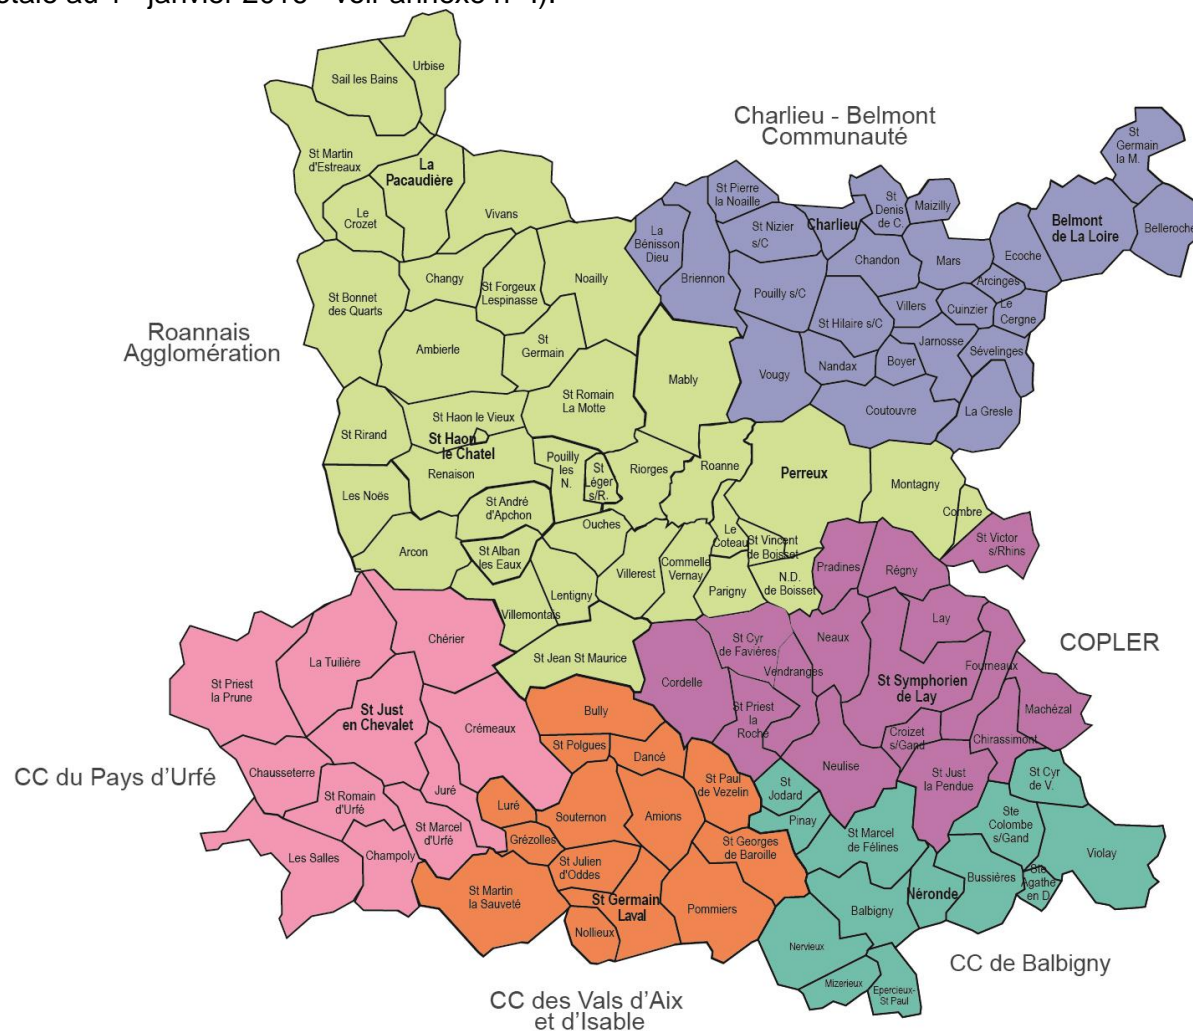 Urbise
Sail les Bains
Charlieu - Belmont
Communauté
St
Germain
la M.
St Martin
d'Estreaux
La
Pacaudière
St Pierre
la Noaille
St
Denis
de C.
Maizilly
Le
Crozet
Vivans
La
Bénisson
Dieu
St Nizier
s/C
Charlieu
Belmont
de La Loire
Belleroche
Changy
St Forgeux
Lespinasse
Noailly
Briennon
Chandon
Mars
Ecoche
Arcinges
St Bonnet
des Quarts
Pouilly s/C
Villers
Cuinzier
Le
Cergne
Roannais
Agglomération
Ambierle
St
Germain
St Hilaire s/C
Jarnosse
Sévelinges
Mably
Vougy
Nandax
Boyer
St Romain
La Motte
Coutouvre
La Gresle
St Haon le Vieux
St Rirand
St Haon
le Chatel
Renaison
Pouilly
les
N.
St
Léger
s/R.
Riorges
Roanne
Perreux
Montagny
Les Noës
St André
d'Apchon
Combre
Ouches
Le
Coteau
St Vincent
de Boisset
St Victor
s/Rhins
Arcon
St Alban
les Eaux
Villerest
Commelle
Vernay
Pradines
Régny
Lentigny
Parigny
N.D.
de Boisset
Villemontais
Lay
Chérier
St Cyr
de Favières
Neaux
COPLER
La Tuilière
St Jean St Maurice
Vendranges
Fourneaux
St Priest
la Prune
Cordelle
St Symphorien
de Lay
St Just
en Chevalet
Bully
St Priest
la
Roche
Machézal
Crémeaux
Croizet
s/Gand
Chirassimont
St Polgues
Dancé
CC du Pays d’Urfé
Chausseterre
Neulise
St Just
la Pendue
St Cyr
de V.
St Paul
de Vezelin
St
Jodard
Juré
St Romain
d'Urfé
Luré
Souternon
Amions
Pinay
Ste
Colombe
s/Gand
St Marcel
d'Urfé
Grézolles
St Georges
de Baroille
St Marcel
de Félines
Les Salles
Champoly
St Julien
d'Oddes
Violay
Bussières
Ste
Agathe
en D
St Martin
la Sauveté
St Germain
Laval
Pommiers
Néronde
Balbigny
Nollieux
Nervieux
CC de Balbigny
Mizerieux
Epercieux-
St Paul
CC des Vals d’Aix
et d’Isable